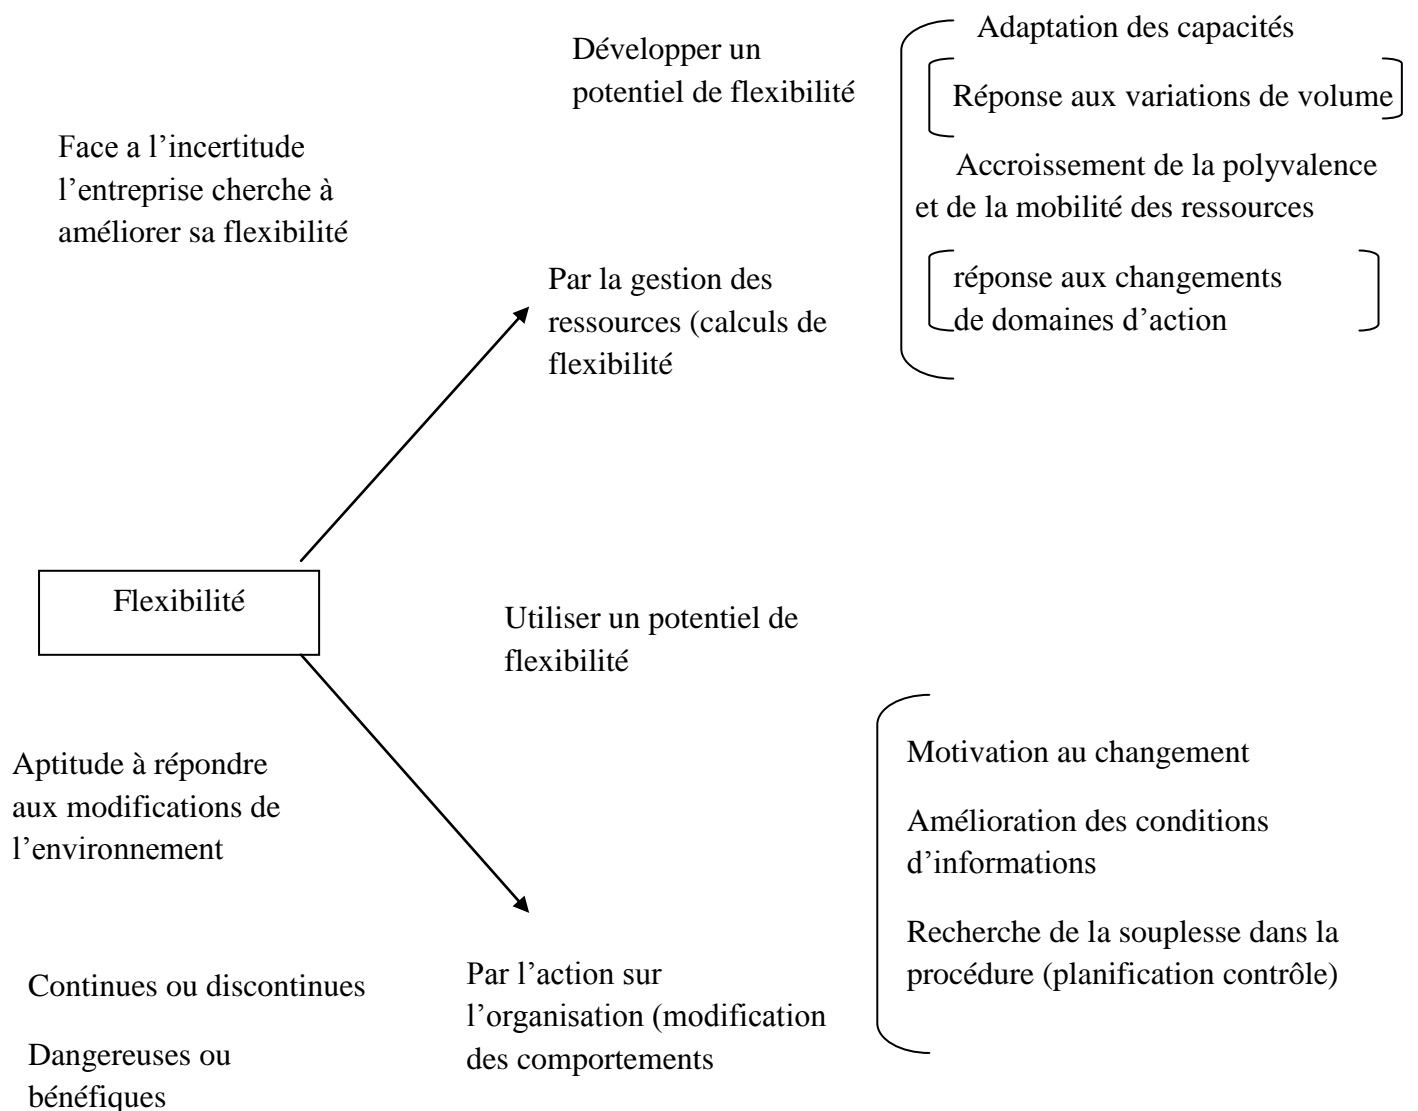 Développer un
potentiel de flexibilité
Adaptation des capacités
Réponse aux variations de volume
Accroissement de la polyvalence
et de la mobilité des ressources
réponse aux changements
de domaines d’action
Face a l’incertitude
l’entreprise cherche à
améliorer sa flexibilité
Par la gestion des
ressources (calculs de
flexibilité
Flexibilité
Utiliser un potentiel de
flexibilité
Aptitude à répondre
aux modifications de
l’environnement
Motivation au changement
Amélioration des conditions
d’informations
Recherche de la souplesse dans la
procédure (planification contrôle)
Continues ou discontinues
Dangereuses ou
bénéfiques
Par l’action sur
l’organisation (modification
des comportements